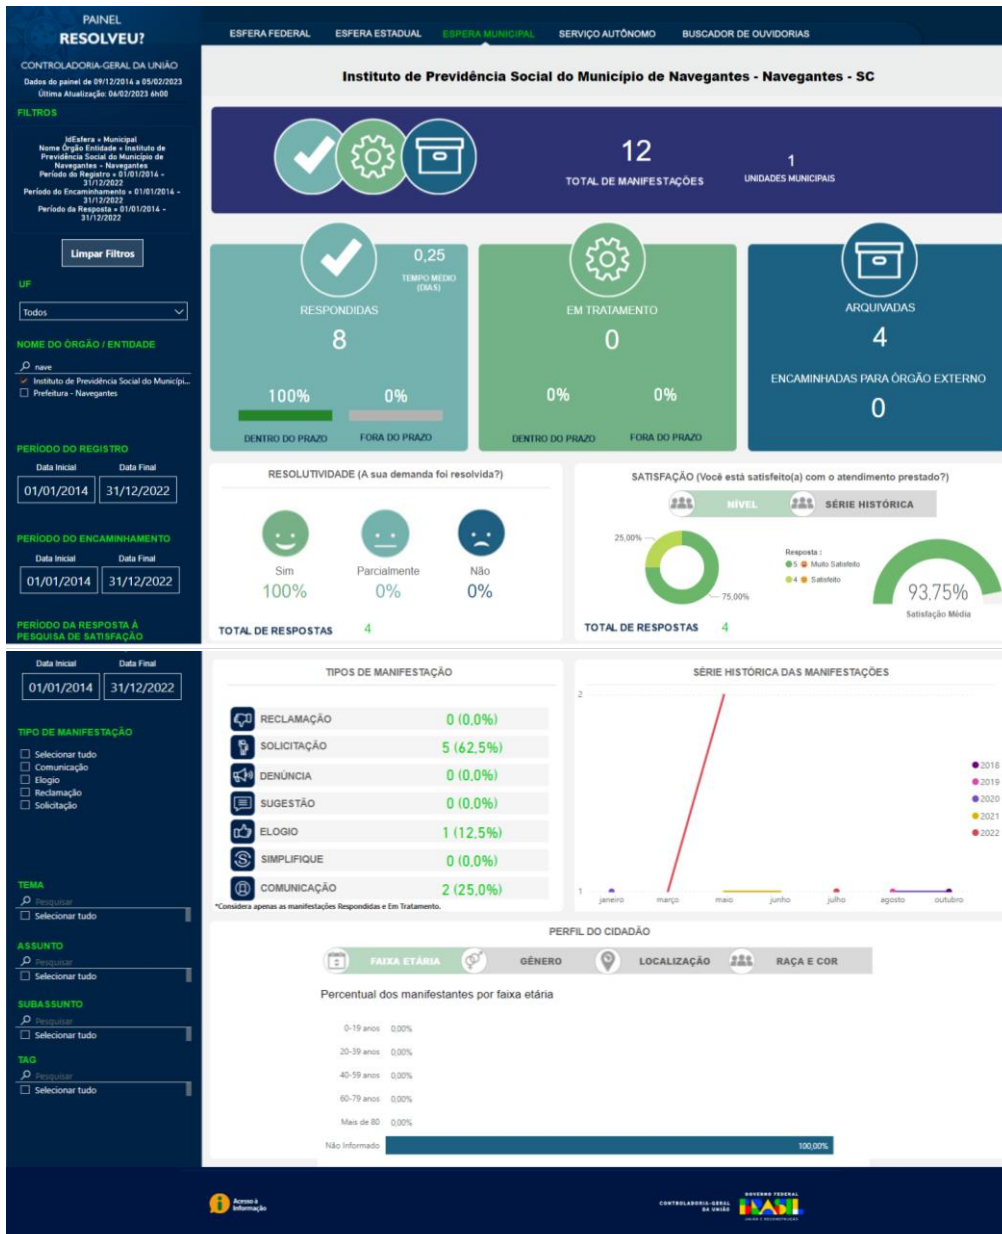 PAINEL
RESOLVEU?
CONTROLADORIA-GERAL DA UNIÃO
Dados do painel de 09/12/2014 a 05/02/2023
Última Atualização: 06/02/2023 6h00
FILTROS
IdEsfera = Municipal
Nome Órgão Entidade = Instituto de
Previdência Social do Município de
Navegantes - Navegantes
Período do Registro = 01/01/2014 -
31/12/2022
Período do Encaminhamento = 01/01/2014 -
31/12/2022
Período da Resposta = 01/01/2014 -
31/12/2022
Limpar Filtros
UF
Todos
NOME DO ÓRGÃO / ENTIDADE
nave
Instituto de Previdência Social do Municípi...
Prefeitura - Navegantes
PERÍODO DO REGISTRO
Data Inicial Data Final
01/01/2014 31/12/2022
PERÍODO DO ENCAMINHAMENTO
Data Inicial Data Final
01/01/2014 31/12/2022
PERÍODO DA RESPOSTA À
PESQUISA DE SATISFAÇÃO
Data Inicial Data Final
01/01/2014 31/12/2022
TIPO DE MANIFESTAÇÃO
Selecionar tudo
Comunicação
Elogio
Reclamação
Solicitação
TEMA
Pesquisar
Selecionar tudo
ASSUNTO
Pesquisar
Selecionar tudo
SUBASSUNTO
Pesquisar
Selecionar tudo
TAG
Pesquisar
Selecionar tudo
ESFERA FEDERAL ESFERA ESTADUAL ESPERA MUNICIPAL SERVIÇO AUTÔNOMO BUSCADOR DE OUVIDORIAS
Instituto de Previdência Social do Município de Navegantes - Navegantes - SC
12
TOTAL DE MANIFESTAÇÕES
1
UNIDADES MUNICIPAIS
0,25
TEMPO MÉDIO
(DIAS)
RESPONDIDAS
8
100% 0%
DENTRO DO PRAZO FORA DO PRAZO
EM TRATAMENTO
0
0% 0%
DENTRO DO PRAZO FORA DO PRAZO
ARQUIVADAS
4
ENCAMINHADAS PARA ÓRGÃO EXTERNO
0
RESOLUTIVIDADE (A sua demanda foi resolvida?)
Sim Parcialmente Não
100% 0% 0%
TOTAL DE RESPOSTAS 4
SATISFAÇÃO (Você está satisfeito(a) com o atendimento prestado?)
NÍVEL SÉRIE HISTÓRICA
25,00%
75,00%
Resposta :
5 Muito Satisfeito
4 Satisfeito
93,75%
Satisfação Média
TOTAL DE RESPOSTAS 4
TIPOS DE MANIFESTAÇÃO
RECLAMAÇÃO 0 (0,0%)
SOLICITAÇÃO 5 (62,5%)
DENÚNCIA 0 (0,0%)
SUGESTÃO 0 (0,0%)
ELOGIO 1 (12,5%)
SIMPLIFIQUE 0 (0,0%)
COMUNICAÇÃO 2 (25,0%)
*Considera apenas as manifestações Respondidas e Em Tratamento.
SÉRIE HISTÓRICA DAS MANIFESTAÇÕES
2
1
janeiro março maio junho julho agosto outubro
2018
2019
2020
2021
2022
PERFIL DO CIDADÃO
FAIXA ETÁRIA GÊNERO LOCALIZAÇÃO RAÇA E COR
Percentual dos manifestantes por faixa etária
0-19 anos 0,00%
20-39 anos 0,00%
40-59 anos 0,00%
60-79 anos 0,00%
Mais de 80 0,00%
Não Informado 100,00%
Acesso à
Informação
CONTROLADORIA-GERAL
DA UNIÃO
GOVERNO FEDERAL
BRASIL
UNIÃO E RECONSTRUÇÃO